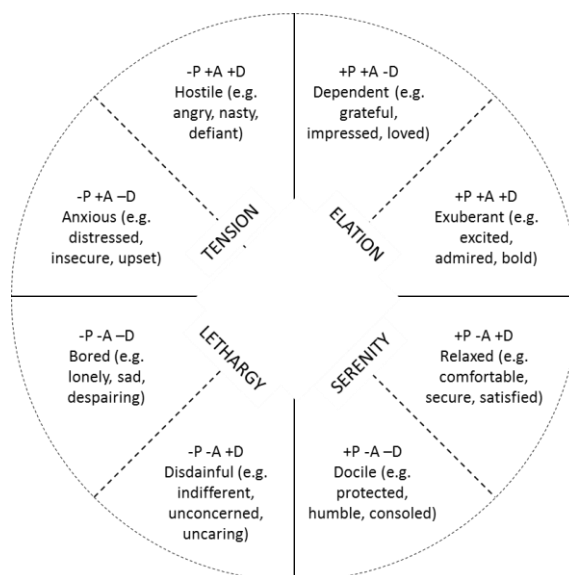 -P +A +D
Hostile (e.g.
angry, nasty,
defiant)
+P +A -D
Dependent (e.g.
grateful,
impressed, loved)
-P +A –D
Anxious (e.g.
distressed,
insecure, upset)
TENSION
ELATION
+P +A +D
Exuberant (e.g.
excited,
admired, bold)
-P -A –D
Bored (e.g.
lonely, sad,
despairing)
LETHARGY
SERENITY
+P -A +D
Relaxed (e.g.
comfortable,
secure, satisfied)
-P -A +D
Disdainful (e.g.
indifferent,
unconcerned,
uncaring)
+P -A –D
Docile (e.g.
protected,
humble, consoled)